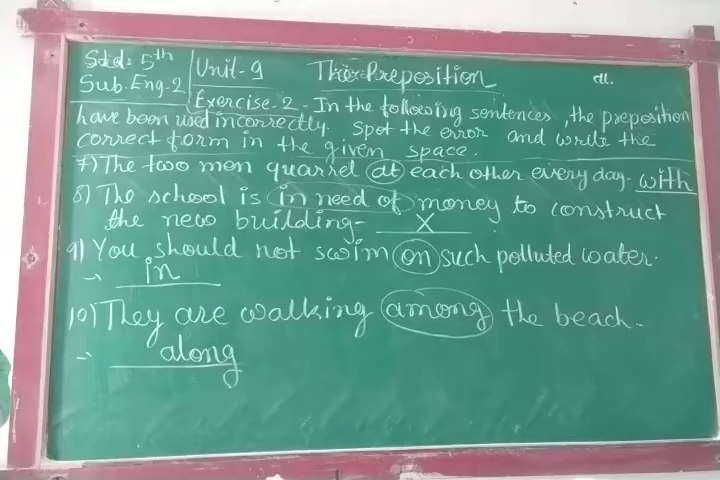 Std: 5th
Sub. Eng-2
Unit-9 The Preposition dt.
Exercise-2 - In the following sentences, the preposition
have been used incorrectly. Spot the error and write the
correct form in the given space.
7) The two men quarrel at each other every day. with
8) The school is in need of money to construct
the new building- X .
9) You should not swim on such polluted water.
→ in
10) They are walking among the beach.
→ along